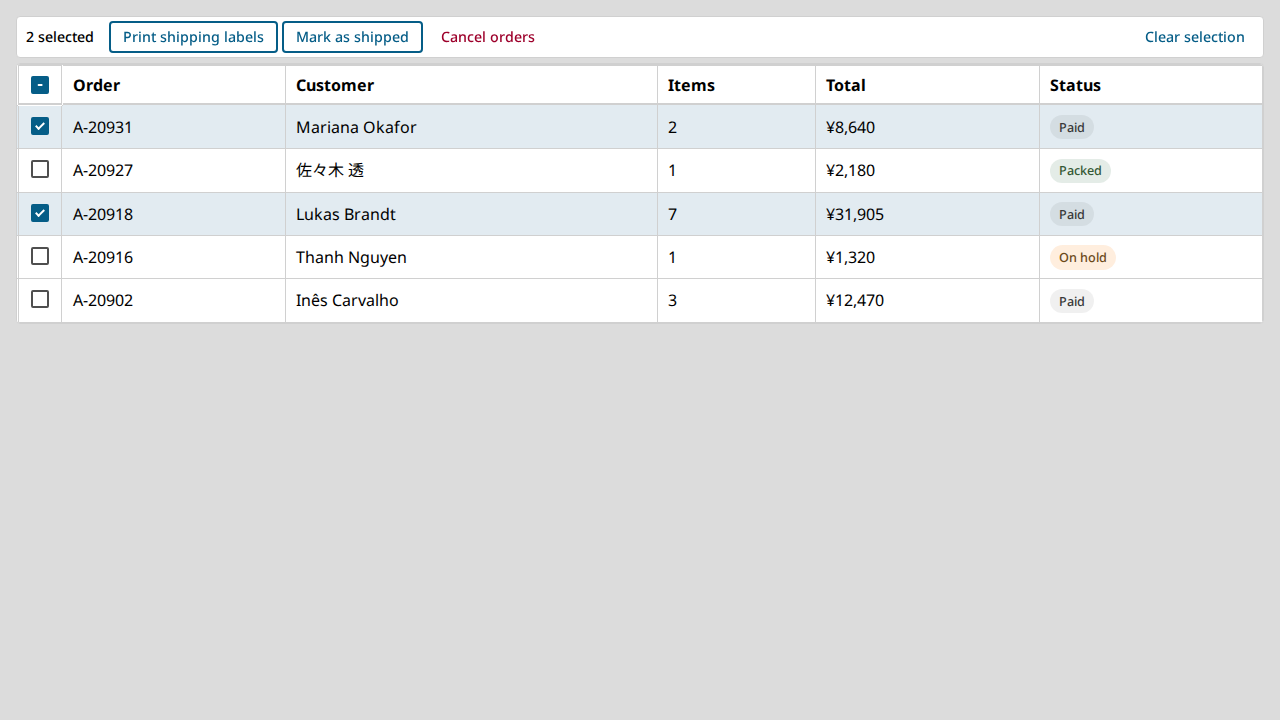 2 selected Print shipping labels Mark as shipped Cancel orders Clear selection
Order Customer Items Total Status
A-20931 Mariana Okafor 2 ¥8,640 Paid
A-20927 佐々木 透 1 ¥2,180 Packed
A-20918 Lukas Brandt 7 ¥31,905 Paid
A-20916 Thanh Nguyen 1 ¥1,320 On hold
A-20902 Inês Carvalho 3 ¥12,470 Paid